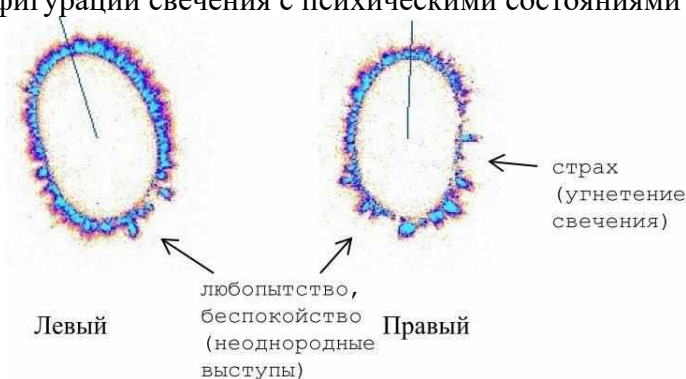 фигурации свечения с психическими состояниями
страх
(угнетение
свечения)
любопытство,
беспокойство
(неоднородные
выступы)
Левый
Правый